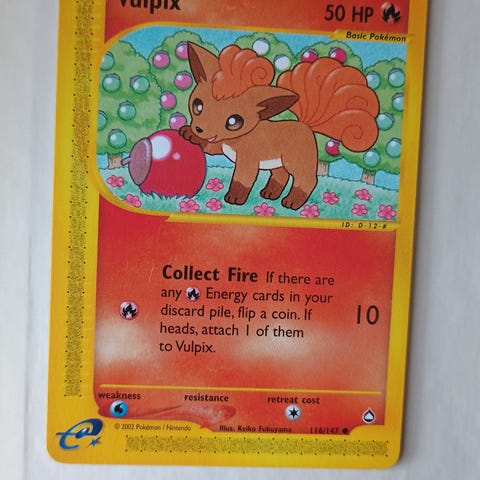 Vulpix
50 HP
Basic Pokémon
ID: D-12-#
Collect Fire If there are
any Energy cards in your
discard pile, flip a coin. If
heads, attach 1 of them
to Vulpix.
10
weakness resistance retreat cost
© 2002 Pokémon / Nintendo Illus. Keiko Fukuyama 116/147
e